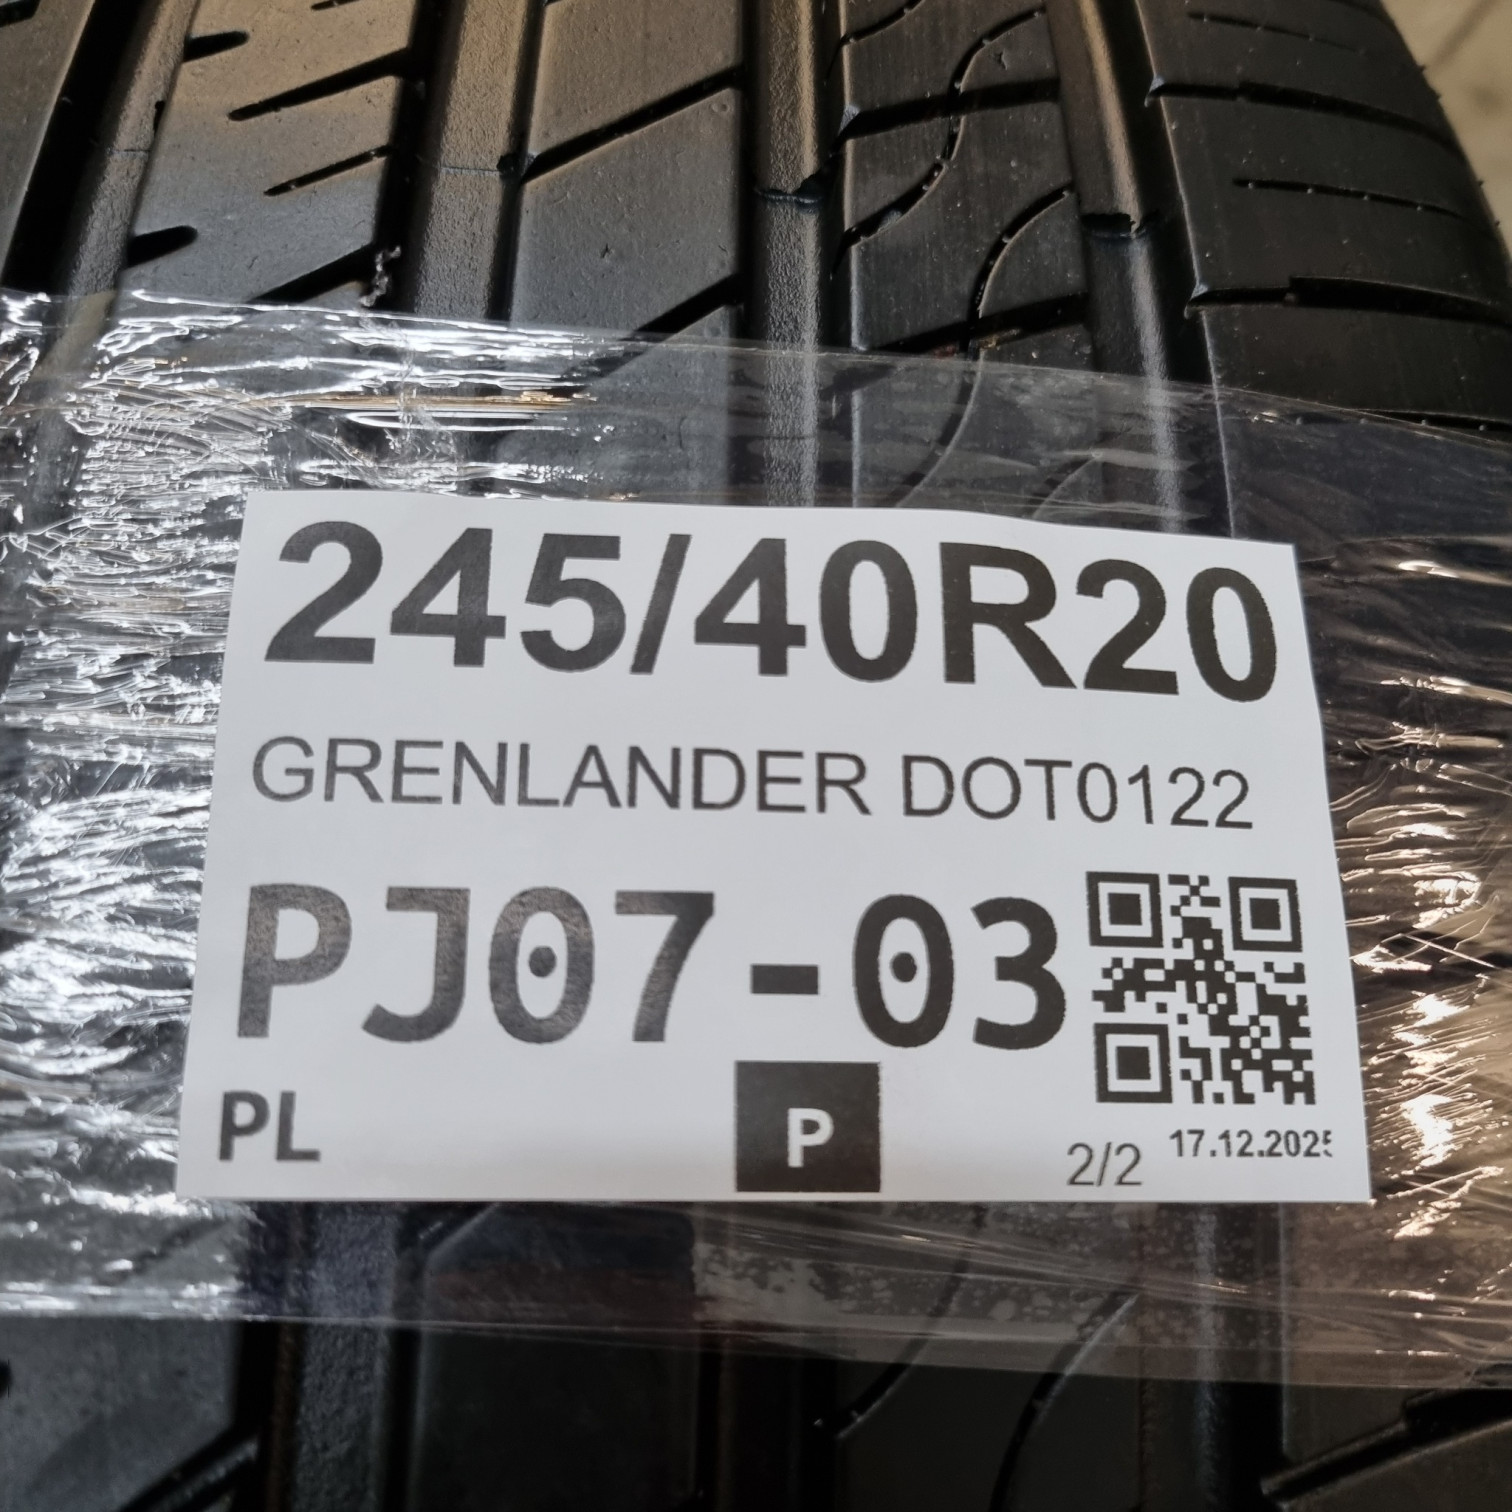 245/40R20
GRENLANDER DOT0122
PJ07-03
PL
P
2/2
17.12.2025